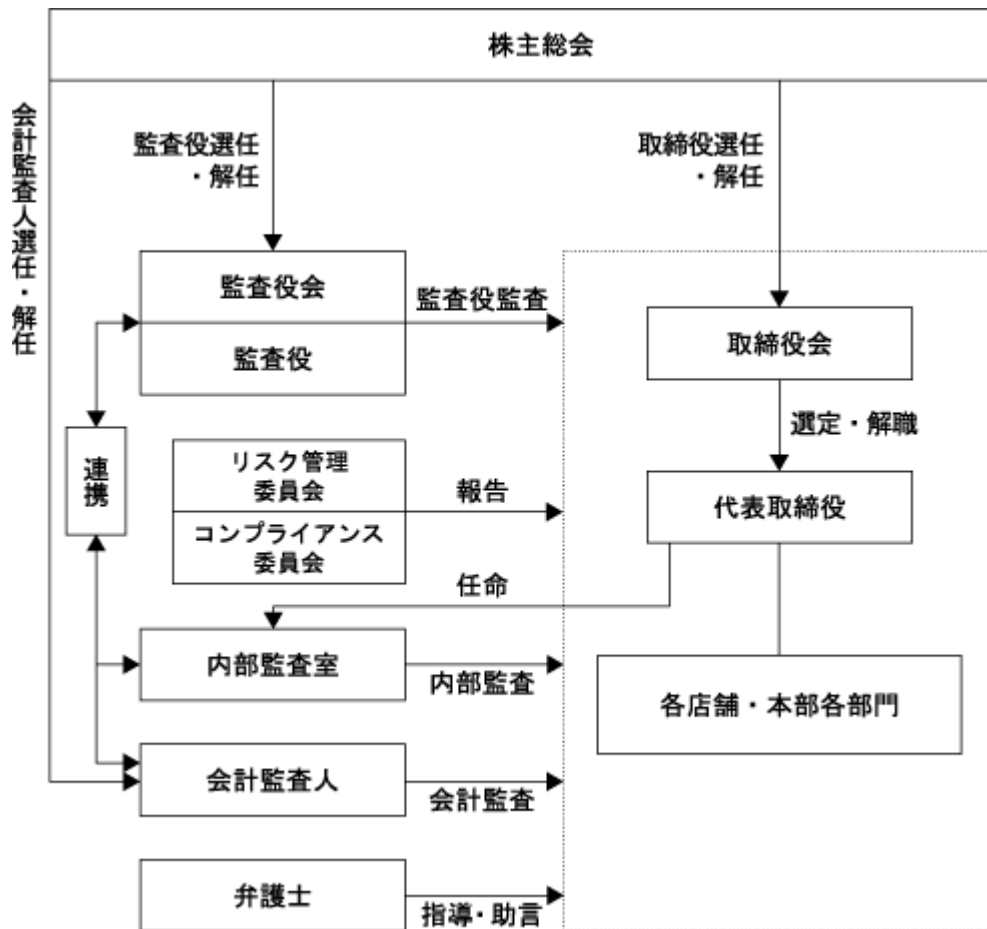 株主総会
会計監査人選任・解任
監査役選任
・解任
取締役選任
・解任
監査役会
監査役監査
監査役
取締役会
選定・解職
連携
リスク管理
委員会
報告
コンプライアンス
委員会
代表取締役
任命
内部監査室
内部監査
各店舗・本部各部門
会計監査人
会計監査
弁護士
指導・助言